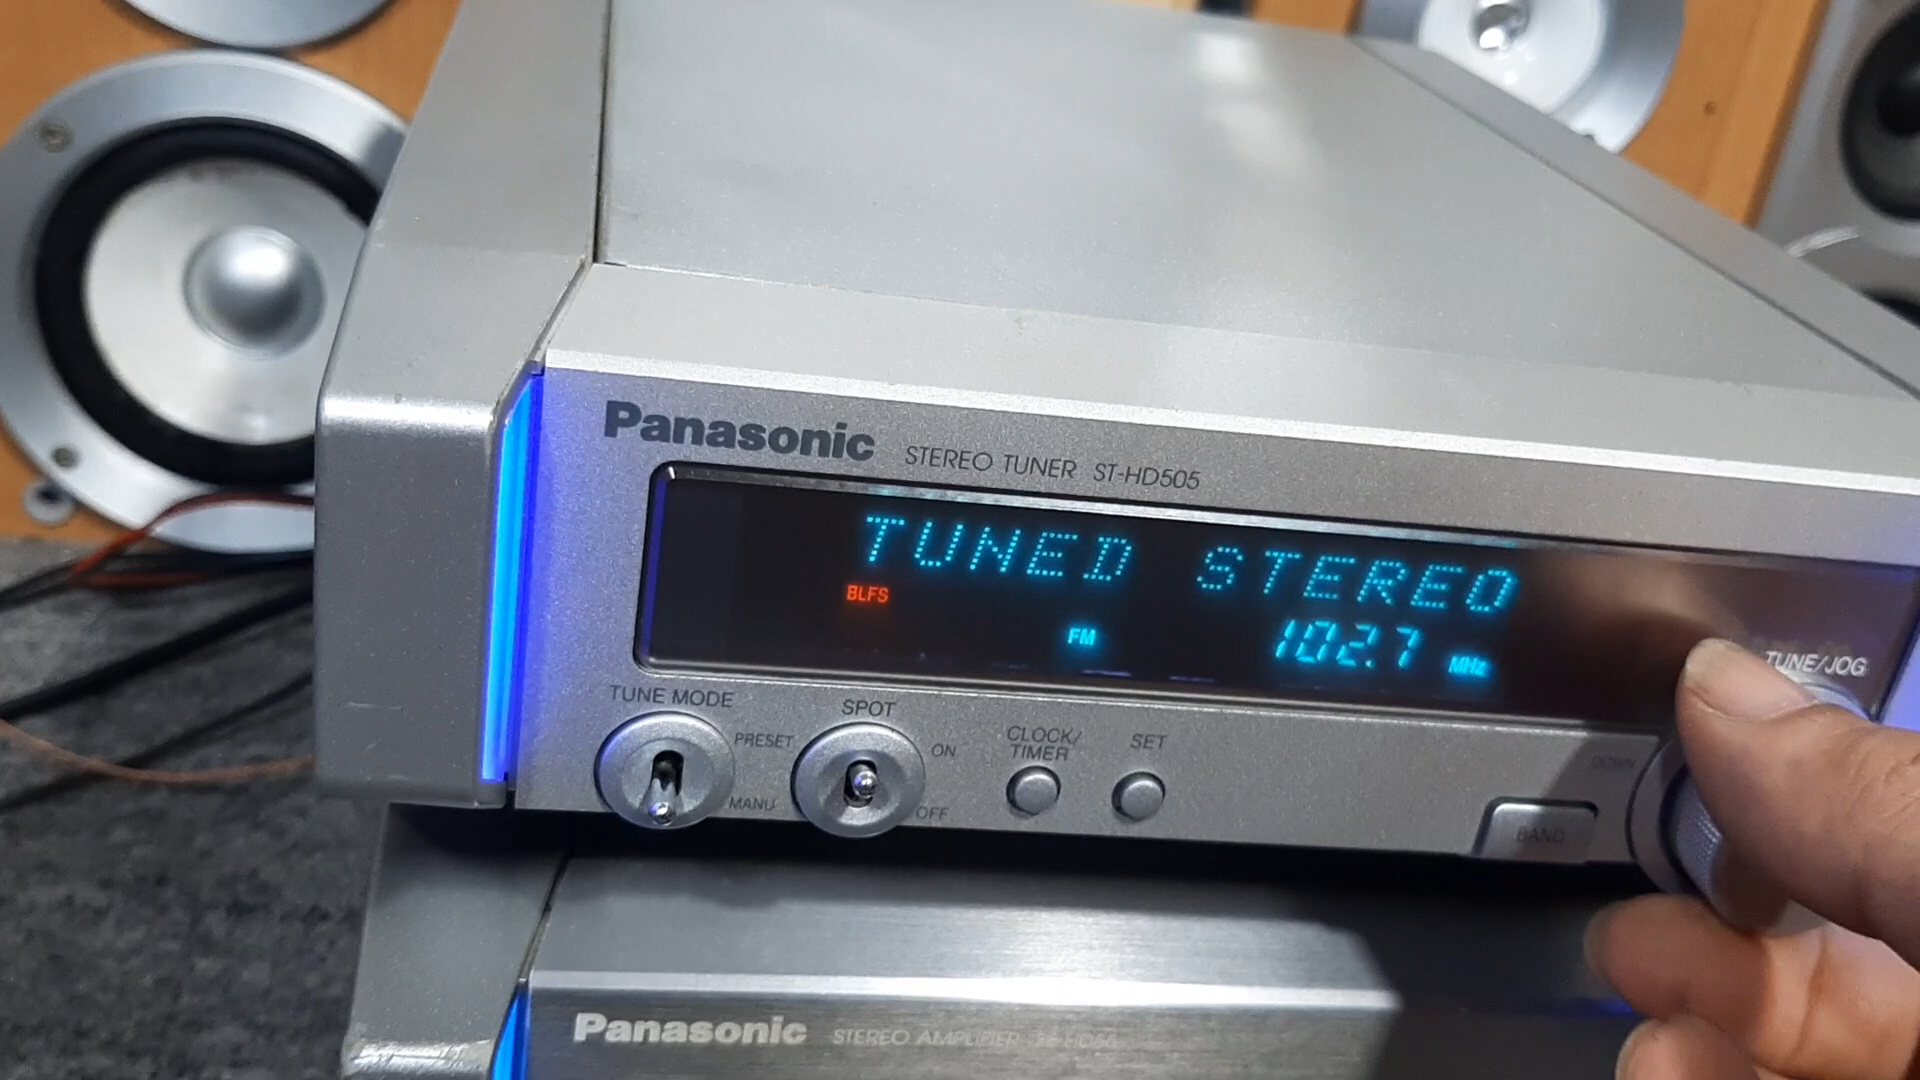 Panasonic STEREO TUNER ST-HD505
TUNED STEREO
BLFS
FM 102.7 MHz
TUNE/JOG
TUNE MODE
PRESET
MANU
SPOT
ON
OFF
CLOCK/
TIMER
SET
DOWN
BAND
Panasonic STEREO AMPLIFIER